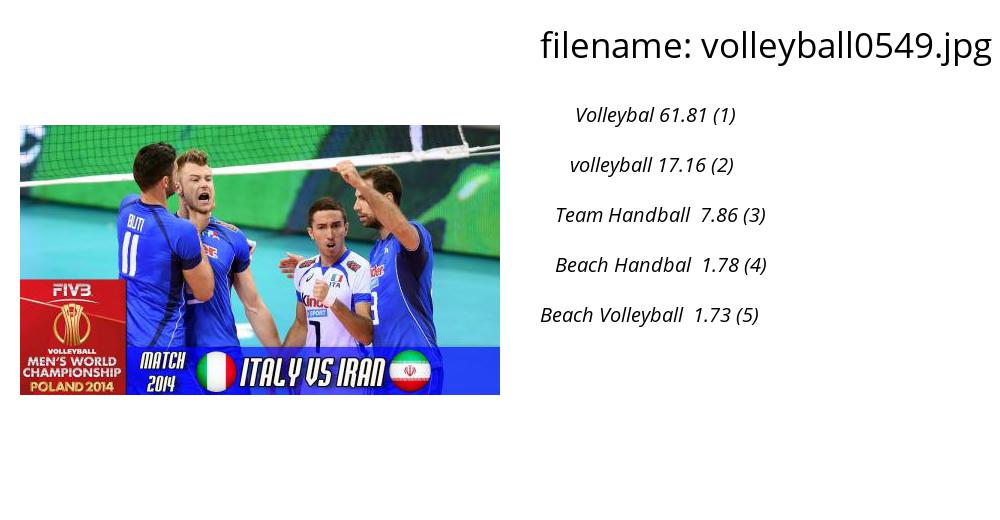 filename: volleyball0549.jpg
Volleybal 61.81 (1)
volleyball 17.16 (2)
Team Handball 7.86 (3)
Beach Handbal 1.78 (4)
Beach Volleyball 1.73 (5)
BUTI
11
ITA
7
FIVB
VOLLEYBALL
MEN'S WORLD
CHAMPIONSHIP
POLAND 2014
MATCH
2014
ITALY VS IRAN